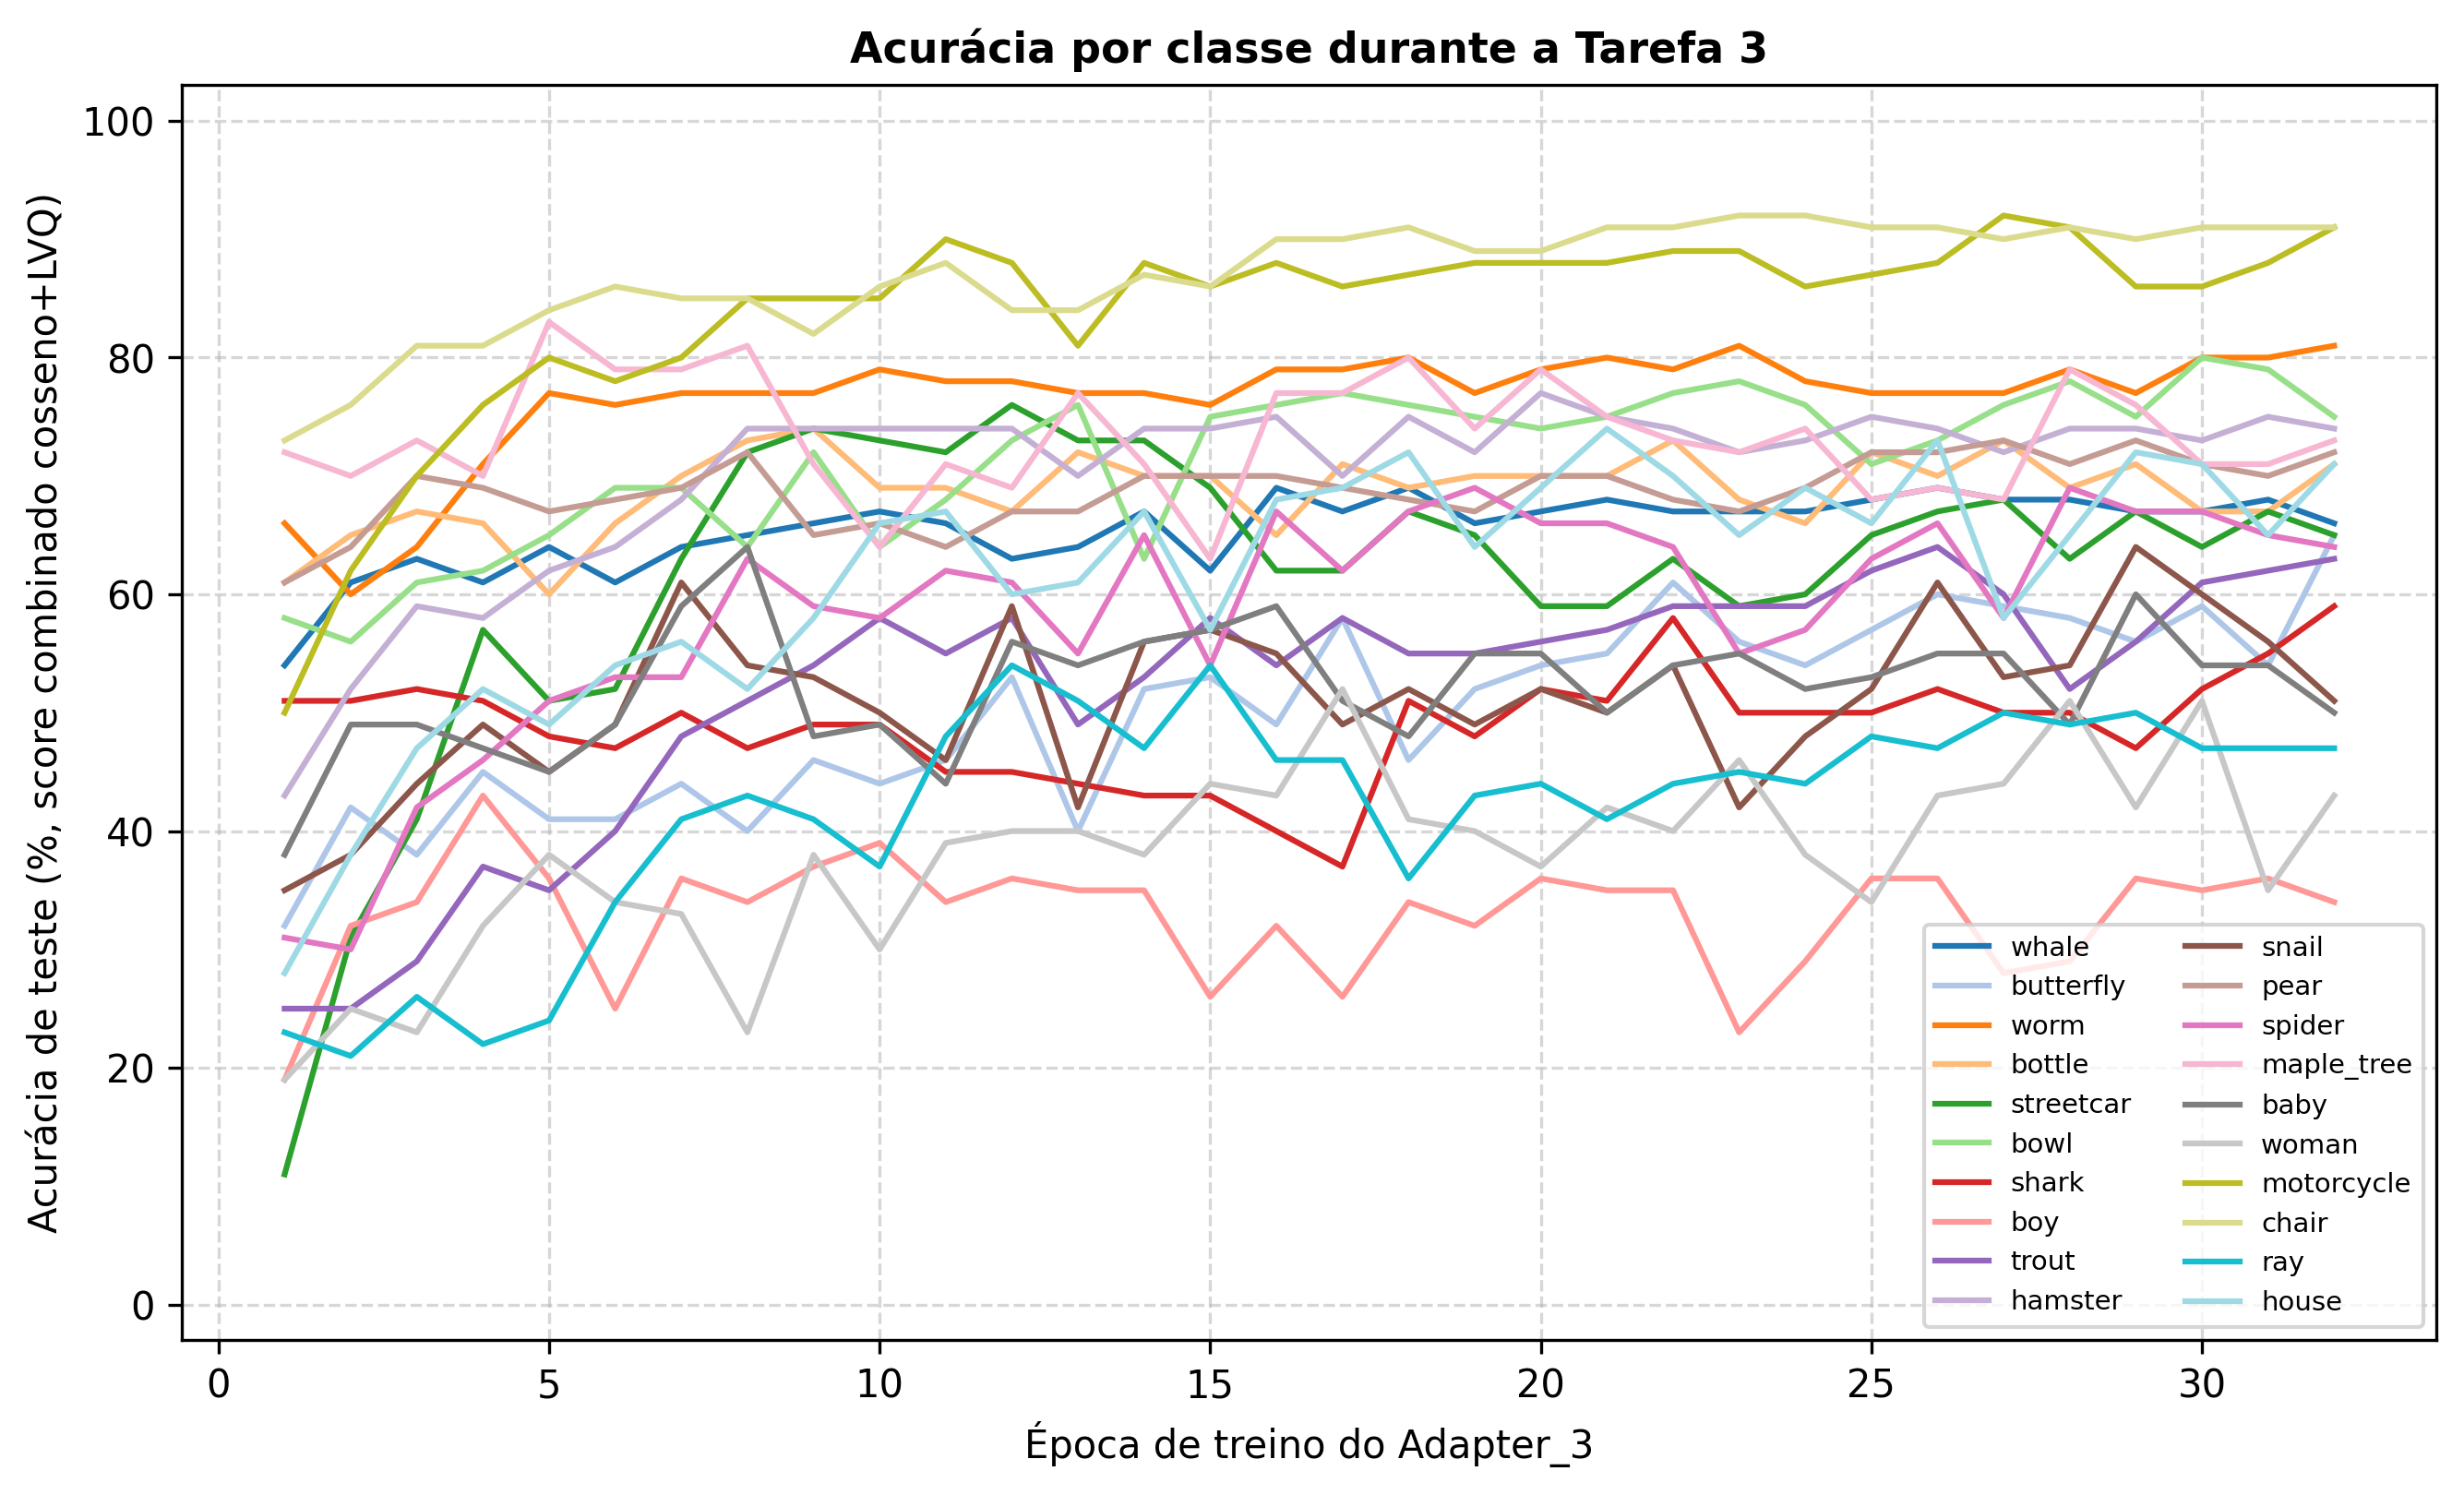 Acurácia por classe durante a Tarefa 3
Acurácia de teste (%, score combinado cosseno+LVQ)
100
80
60
40
20
0
0 5 10 15 20 25 30
Época de treino do Adapter_3
whale
butterfly
worm
bottle
streetcar
bowl
shark
boy
trout
hamster
snail
pear
spider
maple_tree
baby
woman
motorcycle
chair
ray
house